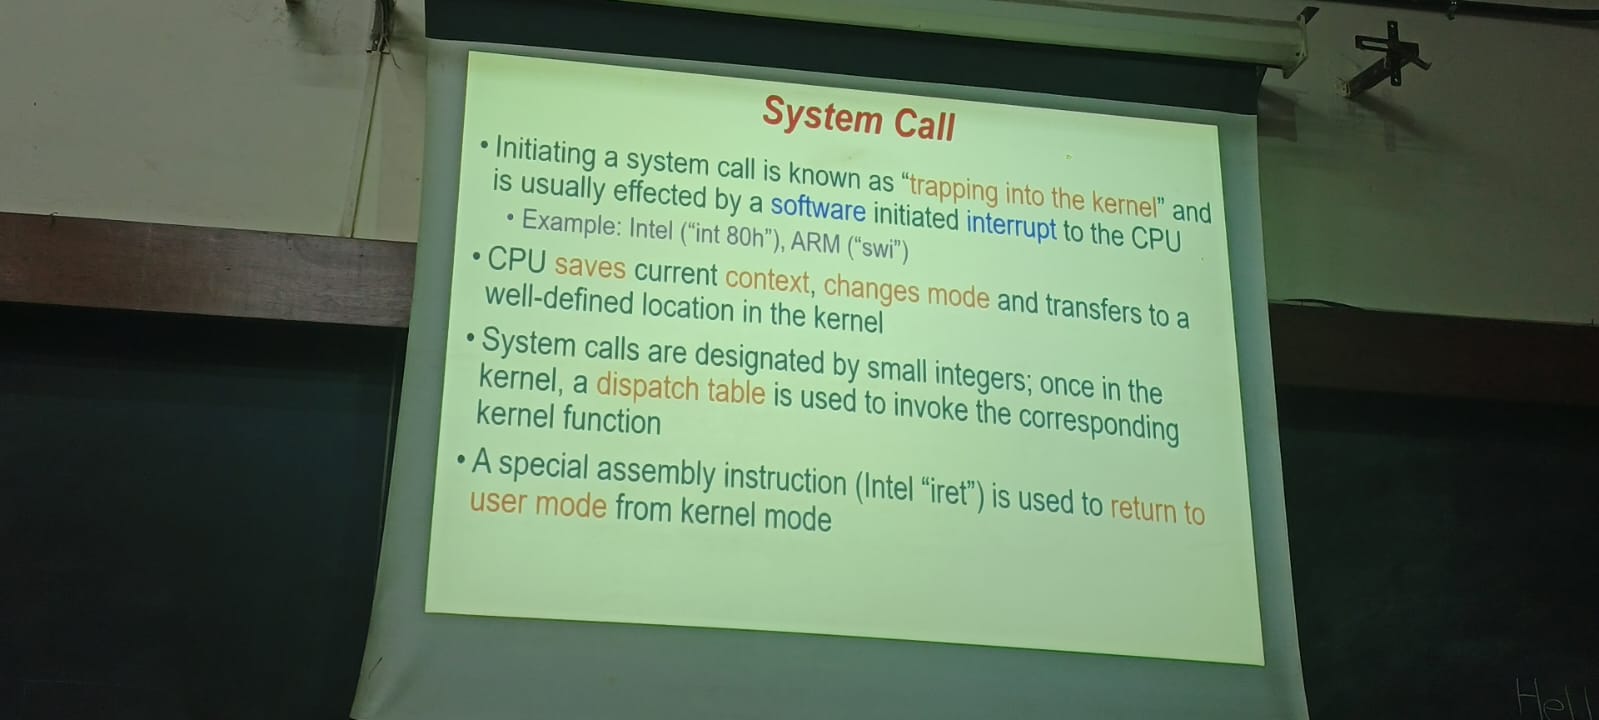 System Call
• Initiating a system call is known as “trapping into the kernel” and
is usually effected by a software initiated interrupt to the CPU
• Example: Intel (“int 80h”), ARM (“swi”)
• CPU saves current context, changes mode and transfers to a
well-defined location in the kernel
• System calls are designated by small integers; once in the
kernel, a dispatch table is used to invoke the corresponding
kernel function
• A special assembly instruction (Intel “iret”) is used to return to
user mode from kernel mode
Hell